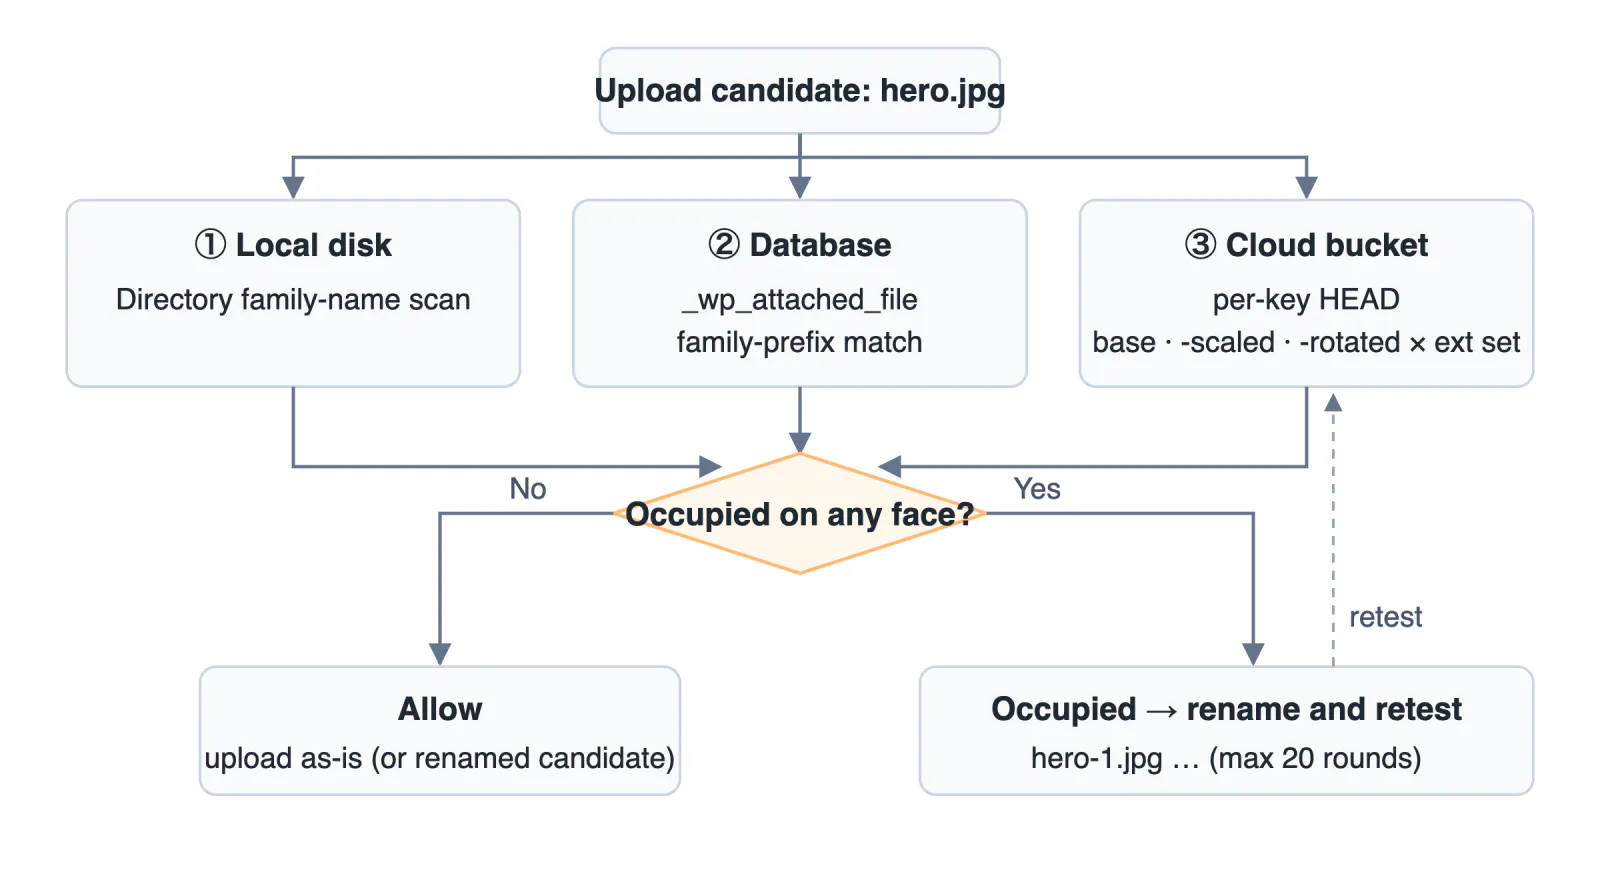 Upload candidate: hero.jpg
① Local disk
Directory family-name scan
② Database
_wp_attached_file
family-prefix match
③ Cloud bucket
per-key HEAD
base · -scaled · -rotated × ext set
No
Occupied on any face?
Yes
retest
Allow
upload as-is (or renamed candidate)
Occupied → rename and retest
hero-1.jpg … (max 20 rounds)